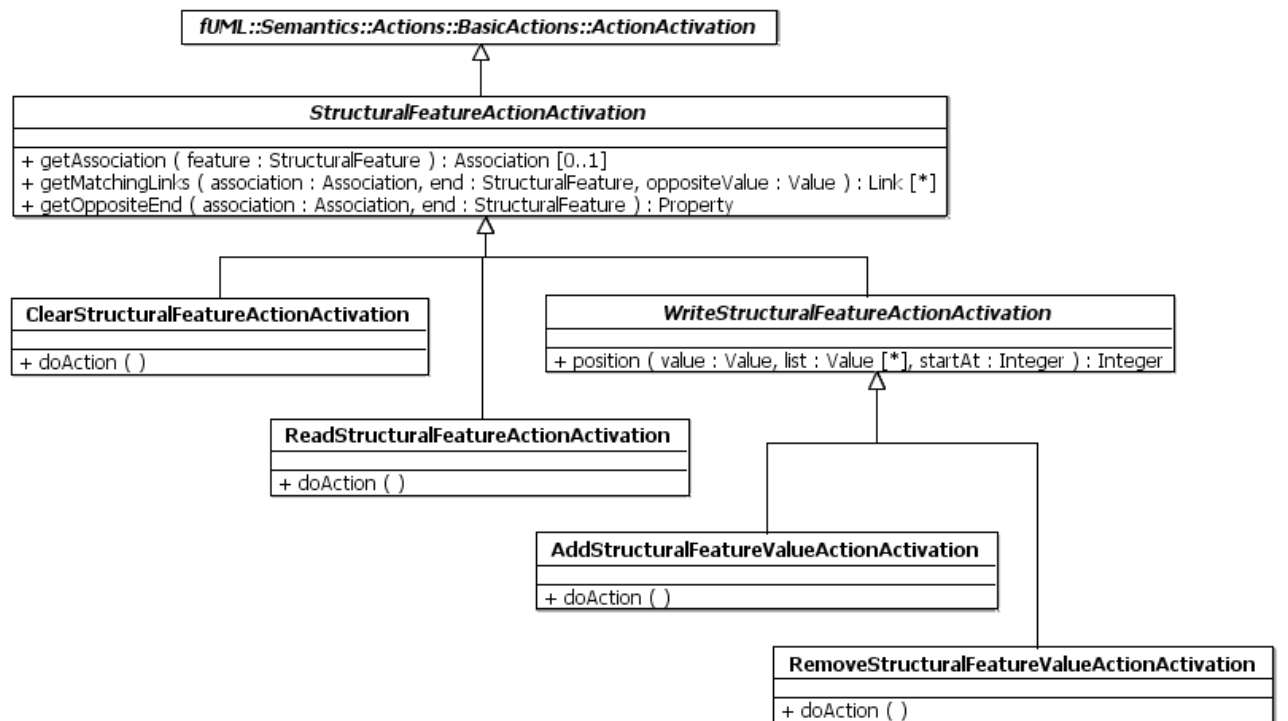 fUML::Semantics::Actions::BasicActions::ActionActivation
StructuralFeatureActionActivation
+ getAssociation ( feature : StructuralFeature ) : Association [0..1]
+ getMatchingLinks ( association : Association, end : StructuralFeature, oppositeValue : Value ) : Link [*]
+ getOppositeEnd ( association : Association, end : StructuralFeature ) : Property
ClearStructuralFeatureActionActivation
+ doAction ( )
WriteStructuralFeatureActionActivation
+ position ( value : Value, list : Value [*], startAt : Integer ) : Integer
ReadStructuralFeatureActionActivation
+ doAction ( )
AddStructuralFeatureValueActionActivation
+ doAction ( )
RemoveStructuralFeatureValueActionActivation
+ doAction ( )